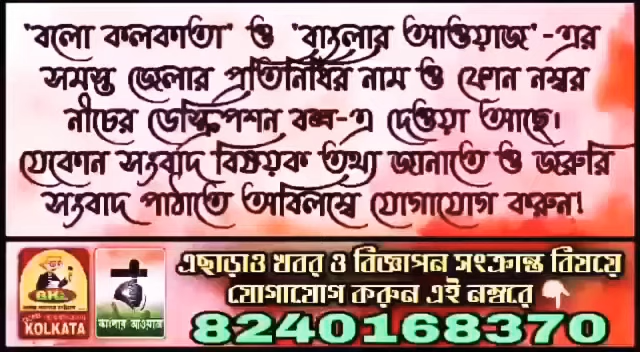 'বলো কলকাতা' ও 'বাংলার আওয়াজ'-এর
সমস্ত জেলার প্রতিনিধির নাম ও ফোন নম্বর
নীচের ডেস্ক্রিপশন বক্স-এ দেওয়া আছে।
যেকোন সংবাদ বিষয়ক তথ্য জানাতে ও জরুরি
সংবাদ পাঠাতে অবিলম্বে যোগাযোগ করুন!
এছাড়াও খবর ও বিজ্ঞাপন সংক্রান্ত বিষয়ে
যোগাযোগ করুন এই নম্বরে
8240168370
KOLKATA
বাংলার আওয়াজ